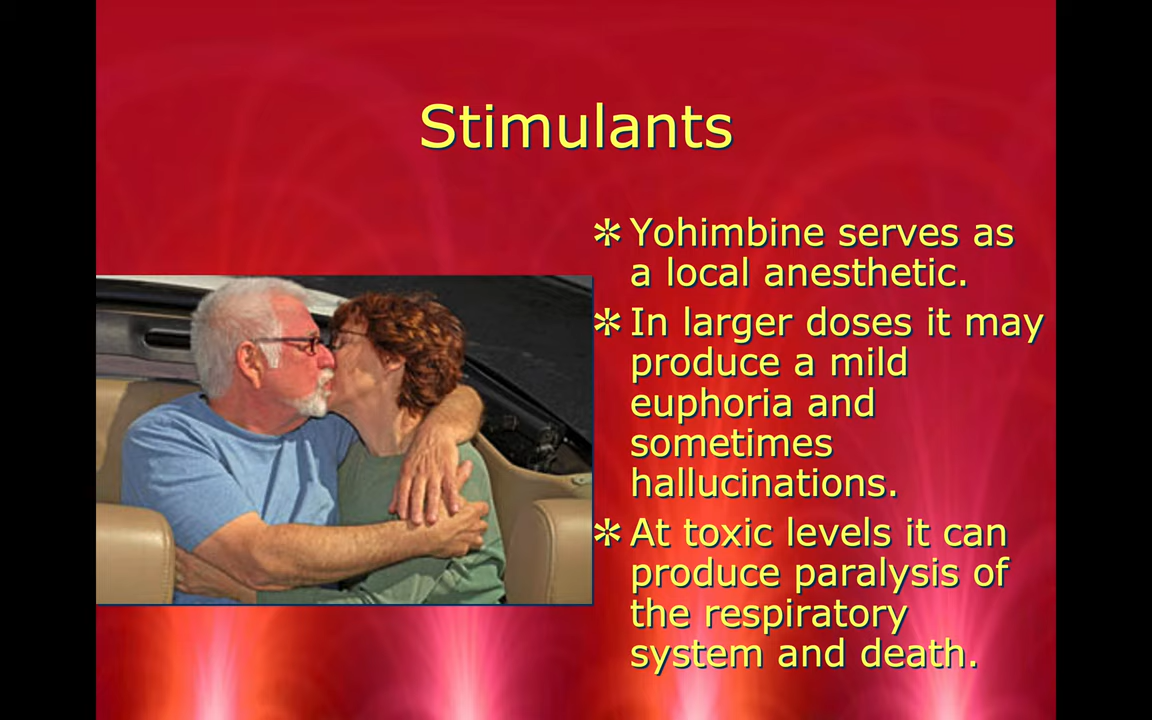 Stimulants
✲ Yohimbine serves as
a local anesthetic.
✲ In larger doses it may
produce a mild
euphoria and
sometimes
hallucinations.
✲ At toxic levels it can
produce paralysis of
the respiratory
system and death.